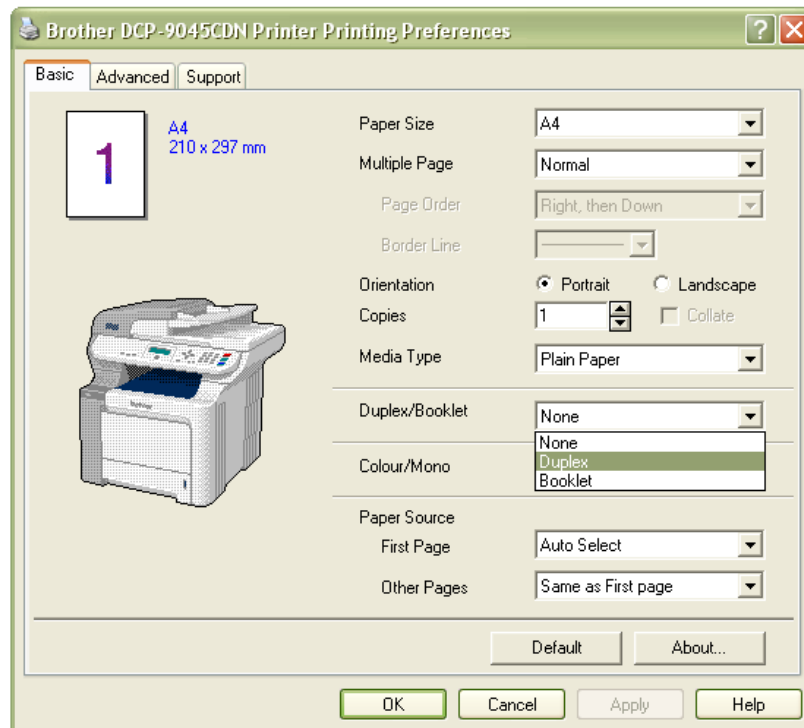 Brother DCP-9045CDN Printer Printing Preferences
Basic Advanced Support
1
A4
210 x 297 mm
Paper Size A4
Multiple Page Normal
Page Order Right, then Down
Border Line
Orientation Portrait Landscape
Copies 1 Collate
Media Type Plain Paper
Duplex/Booklet None
None
Duplex
Booklet
Colour/Mono
Paper Source
First Page Auto Select
Other Pages Same as First page
Default About...
OK Cancel Apply Help